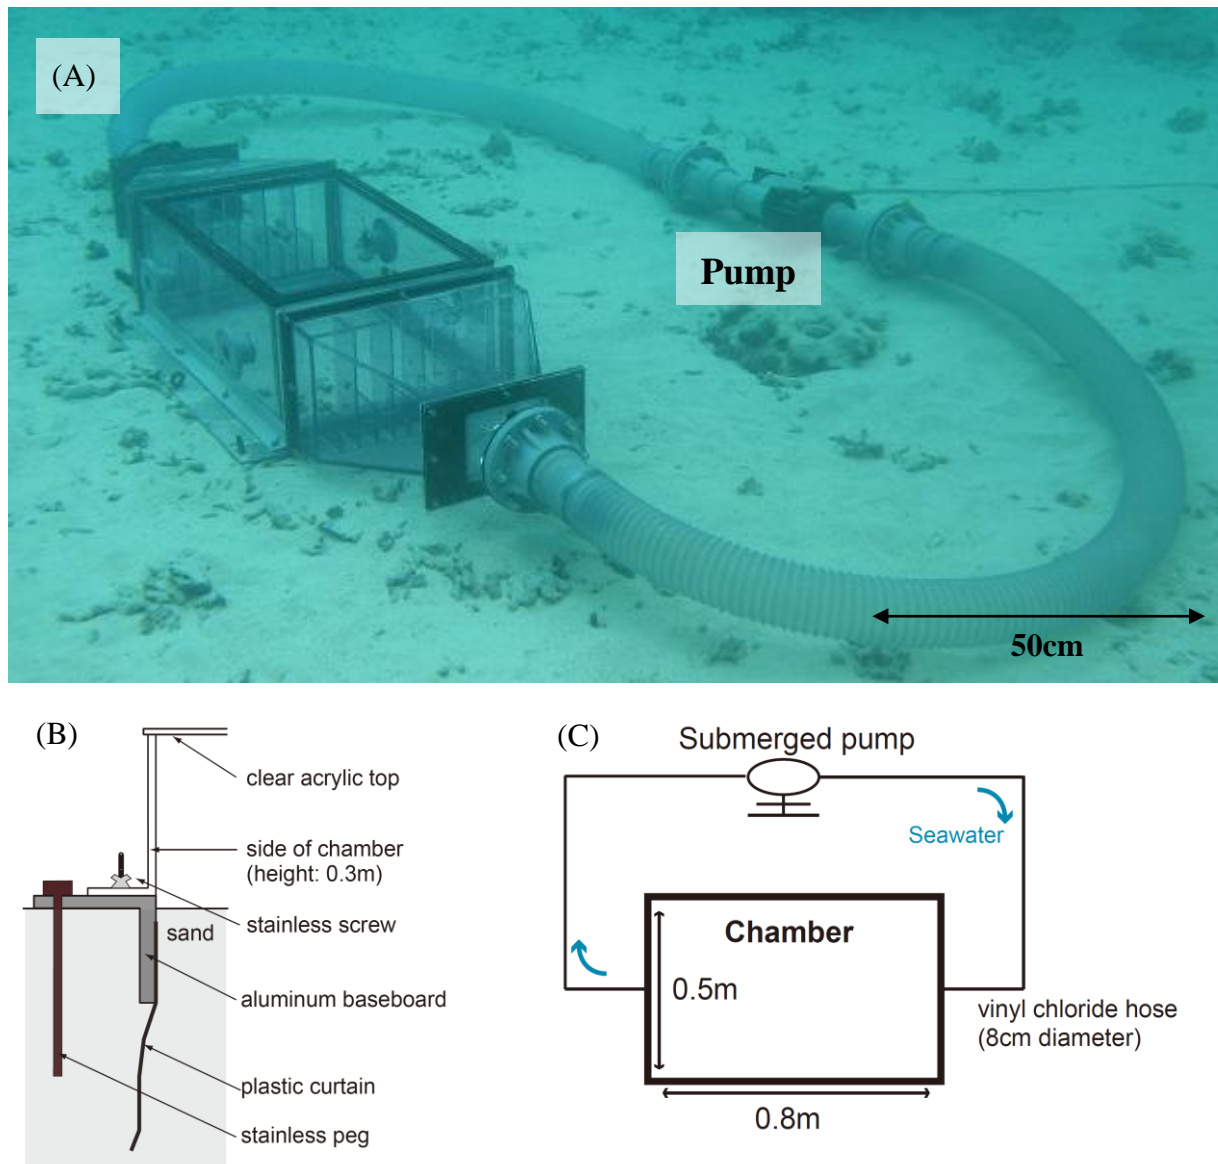 (A)
Pump
50cm
(B)
clear acrylic top
side of chamber
(height: 0.3m)
stainless screw
sand
aluminum baseboard
plastic curtain
stainless peg
(C)
Submerged pump
Seawater
Chamber
0.5m
vinyl chloride hose
(8cm diameter)
0.8m